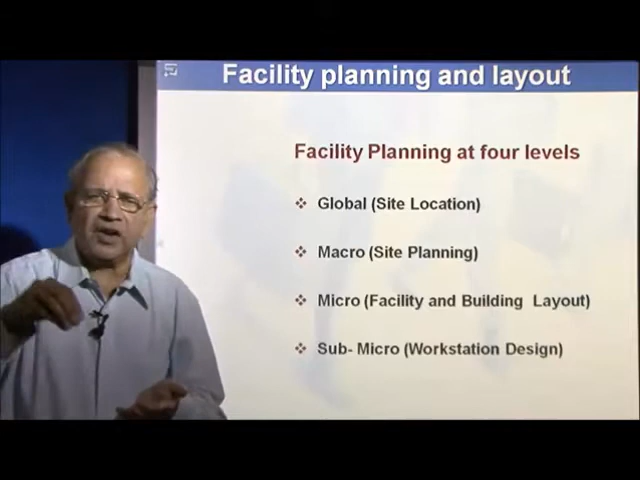 Facility planning and layout
Facility Planning at four levels
❖ Global (Site Location)
❖ Macro (Site Planning)
❖ Micro (Facility and Building Layout)
❖ Sub- Micro (Workstation Design)